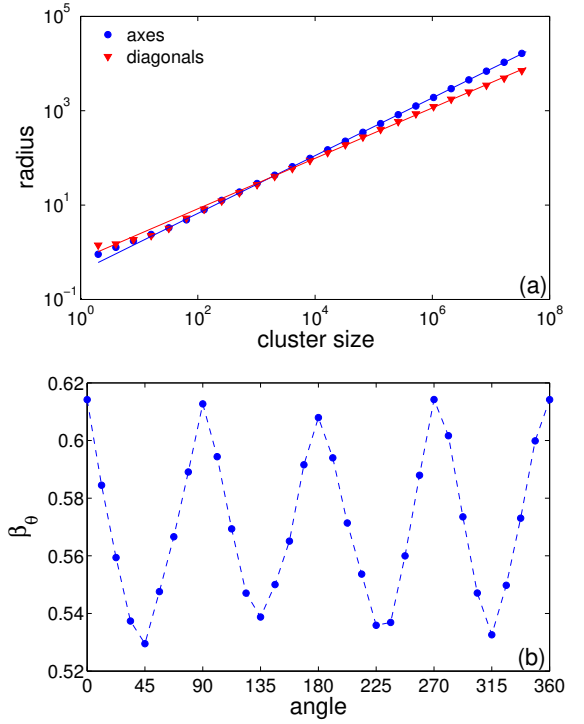 10^5
axes
diagonals
10^3
radius
10^1
10^-1
(a)
10^0 10^2 10^4 10^6 10^8
cluster size
0.62
0.6
0.58
β_θ
0.56
0.54
0.52
(b)
0 45 90 135 180 225 270 315 360
angle